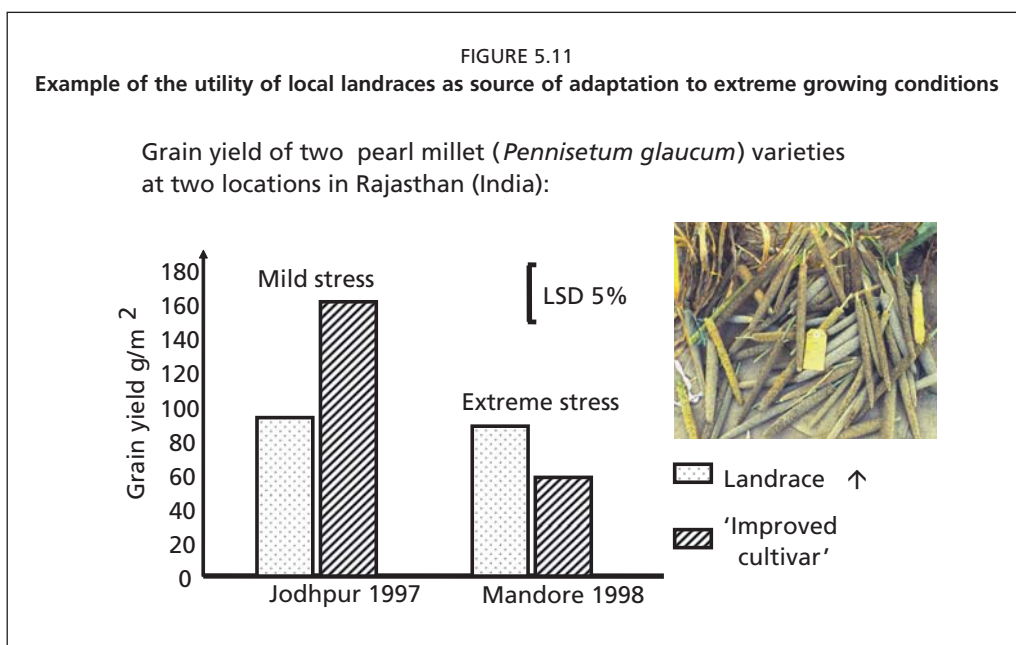 FIGURE 5.11
Example of the utility of local landraces as source of adaptation to extreme growing conditions
Grain yield of two pearl millet (Pennisetum glaucum) varieties
at two locations in Rajasthan (India):
Grain yield g/m²
180
160
140
120
100
80
60
40
20
0
Mild stress
LSD 5%
Extreme stress
Jodhpur 1997
Mandore 1998
Landrace ↑
'Improved
cultivar'